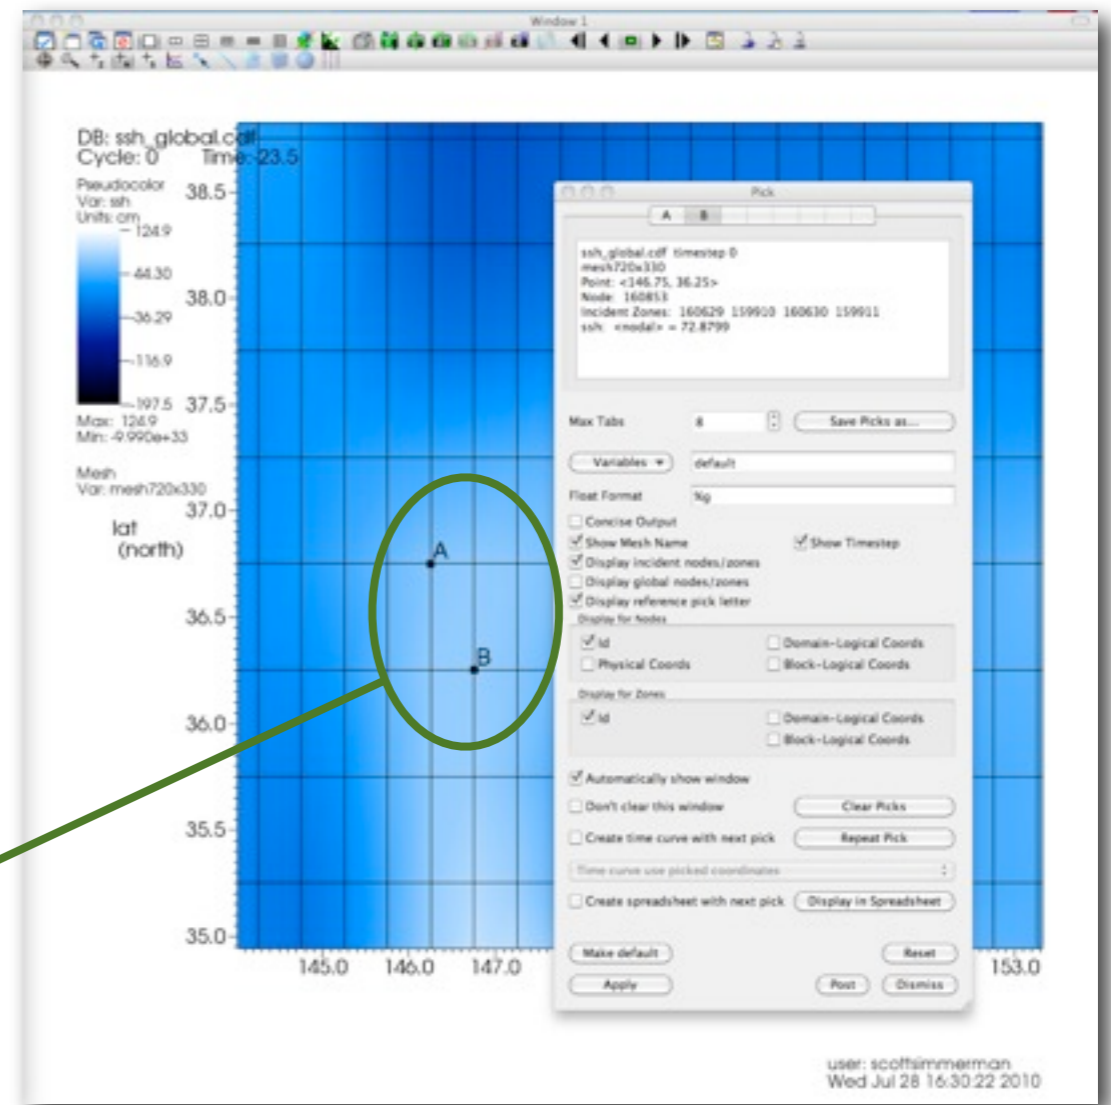 Window 1
DB: ssh_global.cdf
Cycle: 0 Time:-23.5
Pseudocolor
Var: ssh
Units: cm
124.9
44.30
-36.29
-116.9
-197.5
Max: 124.9
Min: -9.990e+33
Mesh
Var: mesh720x330
lat
(north)
38.5
38.0
37.5
37.0
36.5
36.0
35.5
35.0
145.0 146.0 147.0 153.0
A
B
Pick
A B
ssh_global.cdf timestep 0
mesh720x330
Point: <146.75, 36.25>
Node: 160853
Incident Zones: 160629 159910 160630 159911
ssh: <nodal> = 72.8799
Max Tabs 8 Save Picks as...
Variables default
Float Format %g
Concise Output
Show Mesh Name Show Timestep
Display incident nodes/zones
Display global nodes/zones
Display reference pick letter
Display for Nodes
Id Domain-Logical Coords
Physical Coords Block-Logical Coords
Display for Zones
Id Domain-Logical Coords
Block-Logical Coords
Automatically show window
Don't clear this window Clear Picks
Create time curve with next pick Repeat Pick
Time curve use picked coordinates
Create spreadsheet with next pick Display in Spreadsheet
Make default Reset
Apply Post Dismiss
user: scottsimmerman
Wed Jul 28 16:30:22 2010